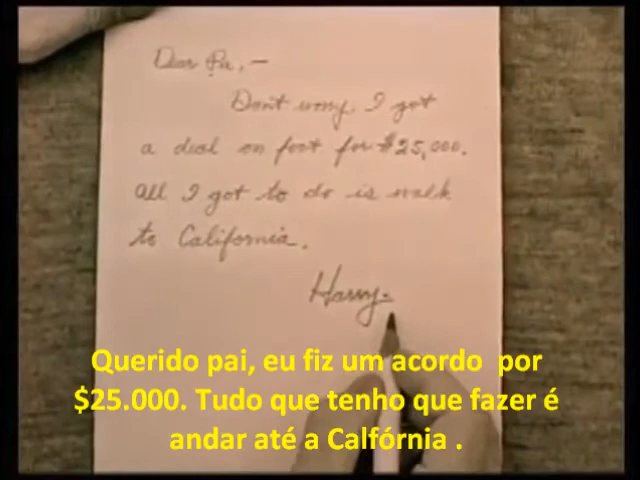 Dear Pa, —
Don't worry, I got
a deal on foot for $25,000.
All I got to do is walk
to California.
Harry.
Querido pai, eu fiz um acordo por
$25.000. Tudo que tenho que fazer é
andar até a Calfórnia .